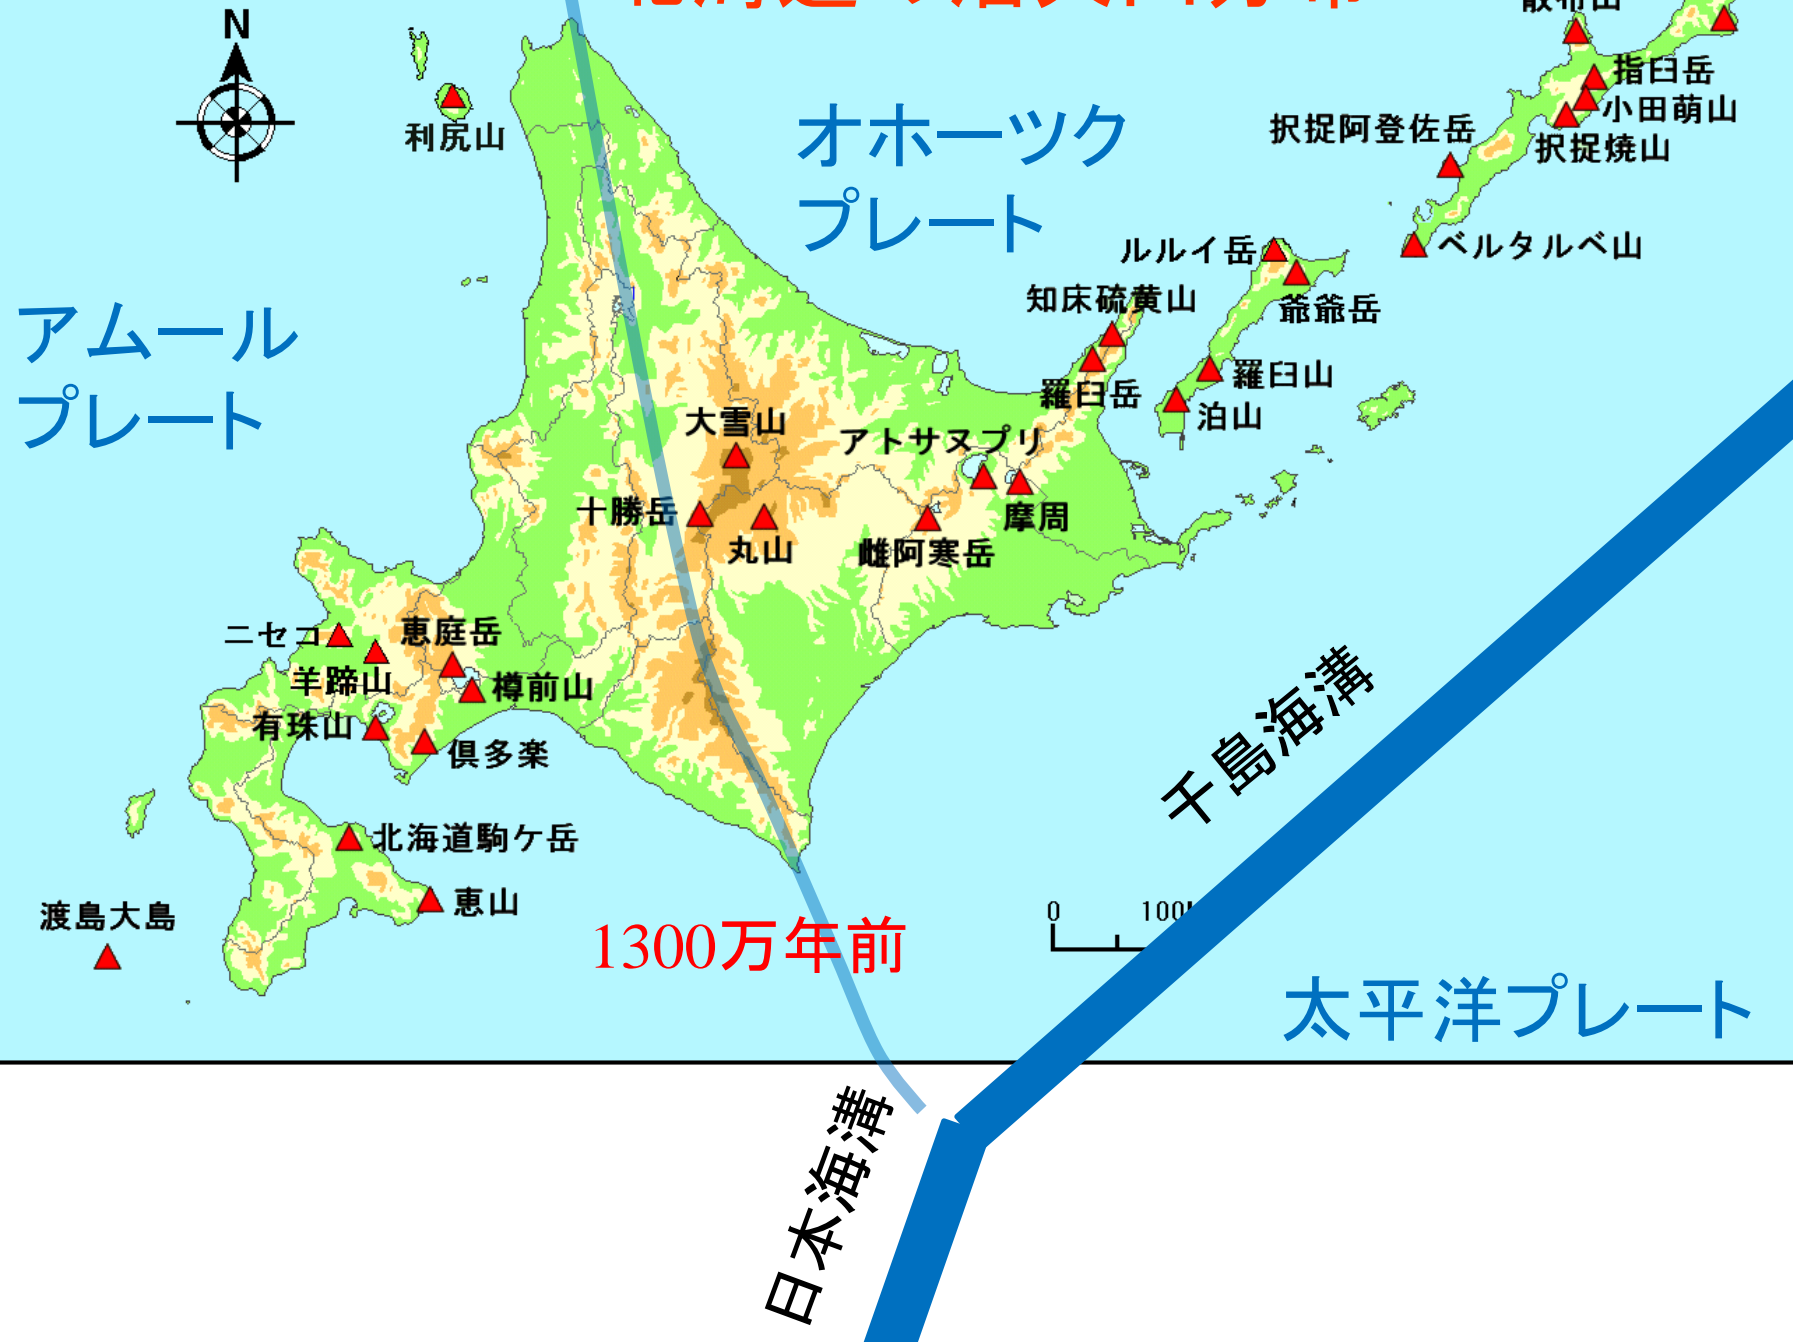 N
利尻山
指臼岳
小田萌山
択捉焼山
択捉阿登佐岳
ベルタルベ山
オホーツク
プレート
ルルイ岳
爺爺岳
知床硫黄山
羅臼岳
羅臼山
泊山
アムール
プレート
大雪山
アトサヌプリ
十勝岳
丸山
摩周
雌阿寒岳
ニセコ
恵庭岳
羊蹄山
樽前山
有珠山
倶多楽
北海道駒ケ岳
恵山
渡島大島
1300万年前
千島海溝
0
100
太平洋プレート
日本海溝